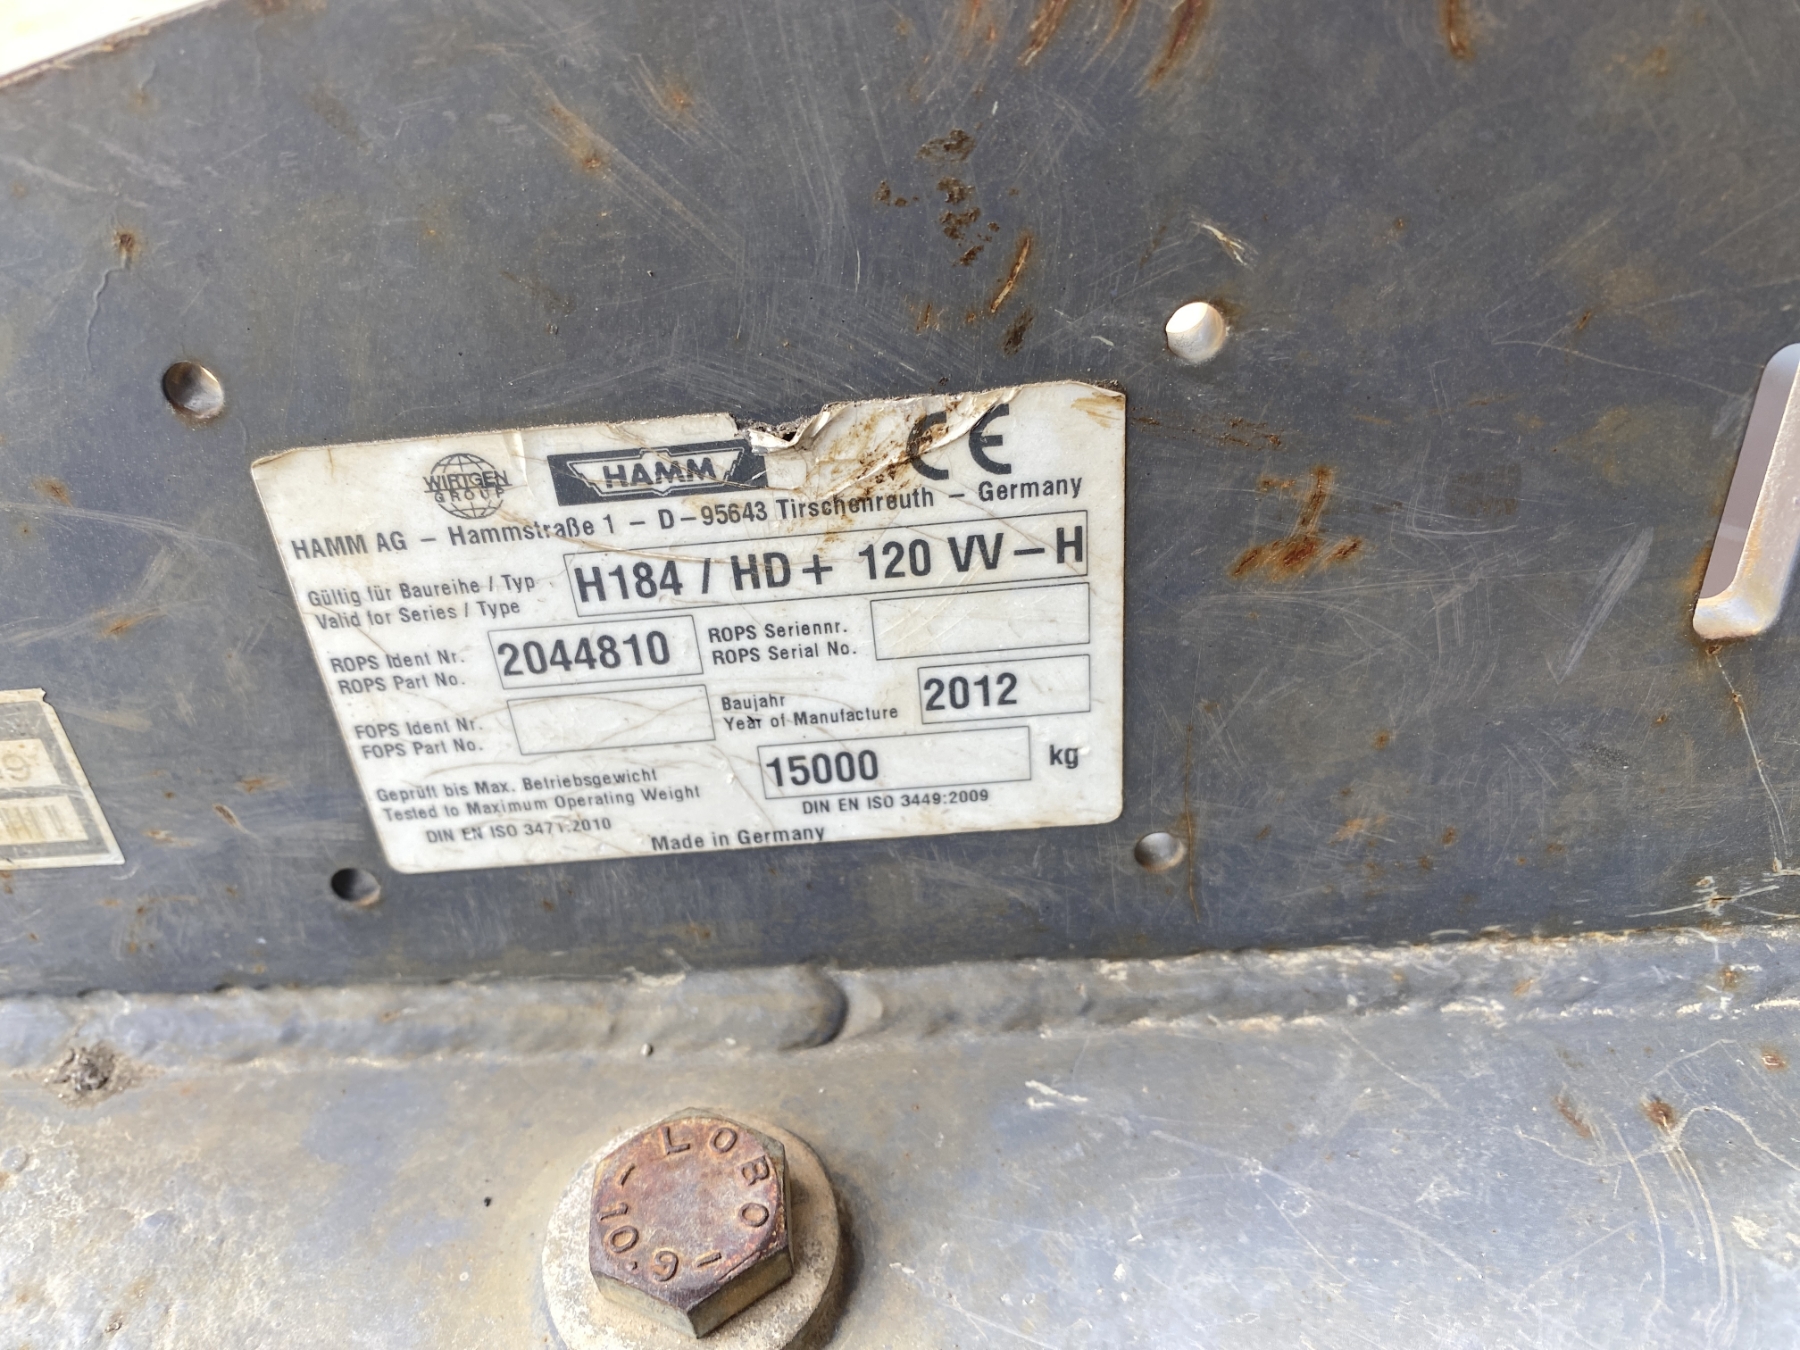 WIRTGEN
GROUP
HAMM
CE
HAMM AG – Hammstraße 1 – D–95643 Tirschenreuth – Germany
Gültig für Baureihe / Typ
Valid for Series / Type
H184 / HD+ 120 VV–H
ROPS Ident Nr.
ROPS Part No.
2044810
ROPS Seriennr.
ROPS Serial No.
FOPS Ident Nr.
FOPS Part No.
Baujahr
Year of Manufacture
2012
Geprüft bis Max. Betriebsgewicht
Tested to Maximum Operating Weight
15000
kg
DIN EN ISO 3471:2010
DIN EN ISO 3449:2009
Made in Germany
LOBO
10.9